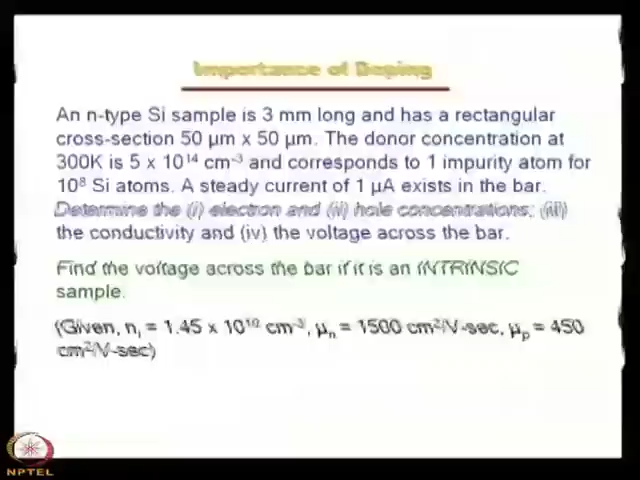 Importance of Doping
An n-type Si sample is 3 mm long and has a rectangular
cross-section 50 μm x 50 μm. The donor concentration at
300K is 5 x 10¹⁴ cm⁻³ and corresponds to 1 impurity atom for
10⁸ Si atoms. A steady current of 1 μA exists in the bar.
Determine the (i) electron and (ii) hole concentrations; (iii)
the conductivity and (iv) the voltage across the bar.
Find the voltage across the bar if it is an INTRINSIC
sample.
(Given, nᵢ = 1.45 x 10¹⁰ cm⁻³, μₙ = 1500 cm²/V-sec, μₚ = 450
cm²/V-sec)
NPTEL